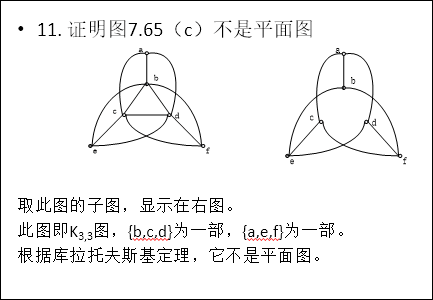 • 11. 证明图7.65（c）不是平面图
a a
b b
c d c d
e f e f
取此图的子图，显示在右图。
此图即K3,3图，{b,c,d}为一部，{a,e,f}为一部。
根据库拉托夫斯基定理，它不是平面图。